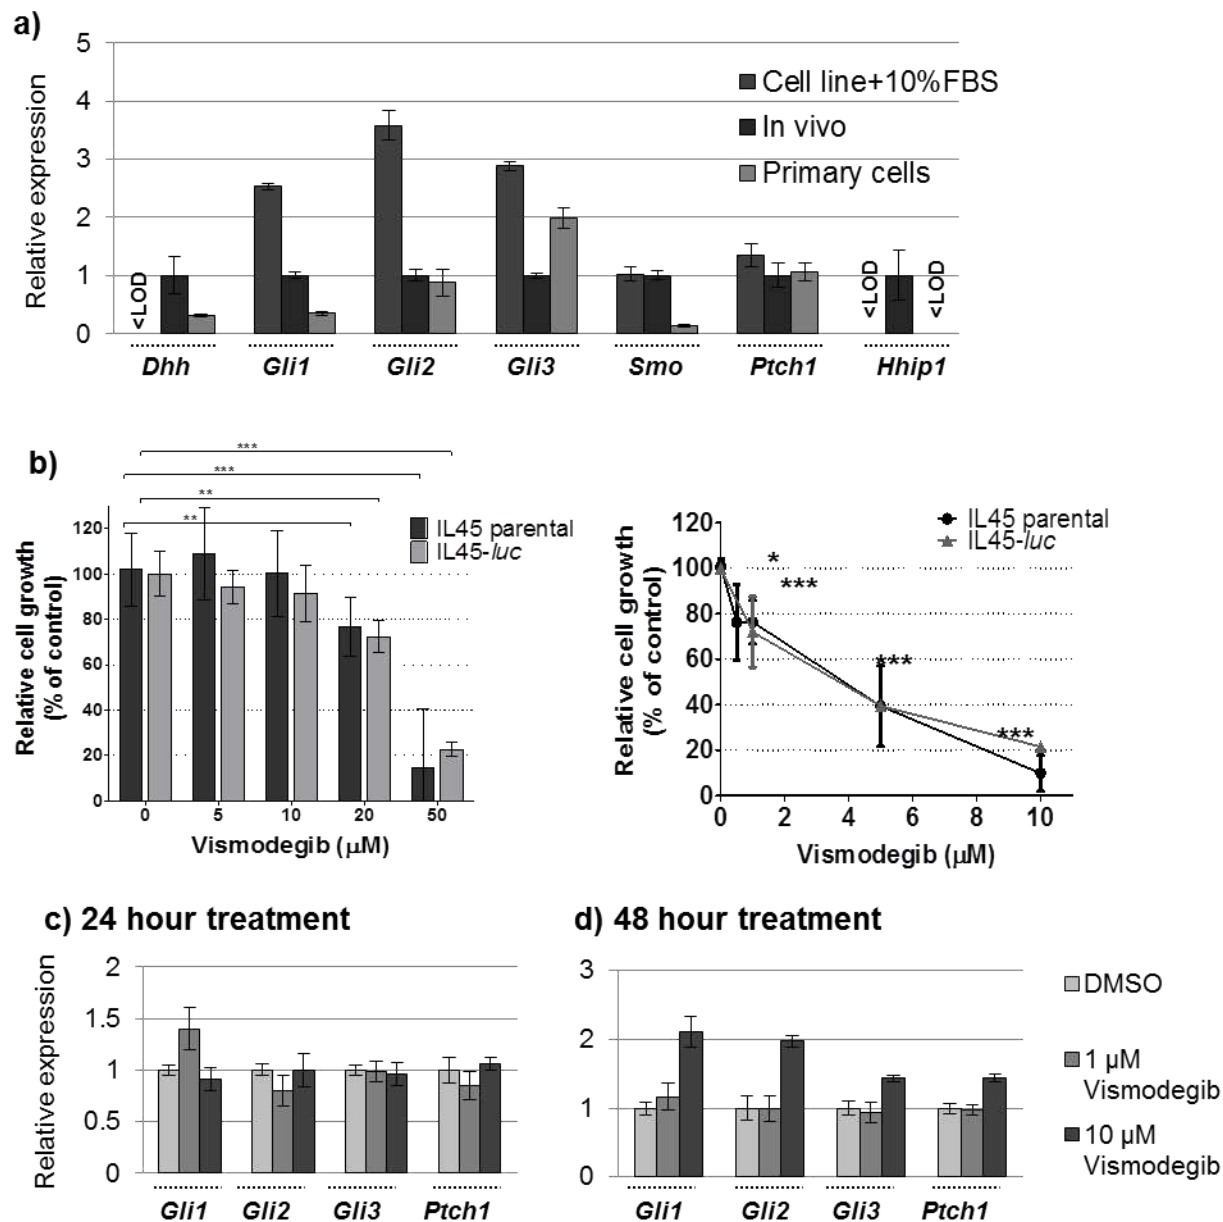 a)
5
4
3
2
1
0
Relative expression
Cell line+10%FBS
In vivo
Primary cells
<LOD
<LOD
<LOD
Dhh Gli1 Gli2 Gli3 Smo Ptch1 Hhip1
b)
***
***
**
**
120
100
80
60
40
20
0
Relative cell growth
(% of control)
IL45 parental
IL45-luc
0 5 10 20 50
Vismodegib (µM)
120
100
80
60
40
20
0
Relative cell growth
(% of control)
IL45 parental
IL45-luc
*
***
***
***
0 2 4 6 8 10
Vismodegib (µM)
c) 24 hour treatment
2
1.5
1
0.5
0
Relative expression
Gli1 Gli2 Gli3 Ptch1
d) 48 hour treatment
3
2
1
0
Gli1 Gli2 Gli3 Ptch1
DMSO
1 µM
Vismodegib
10 µM
Vismodegib